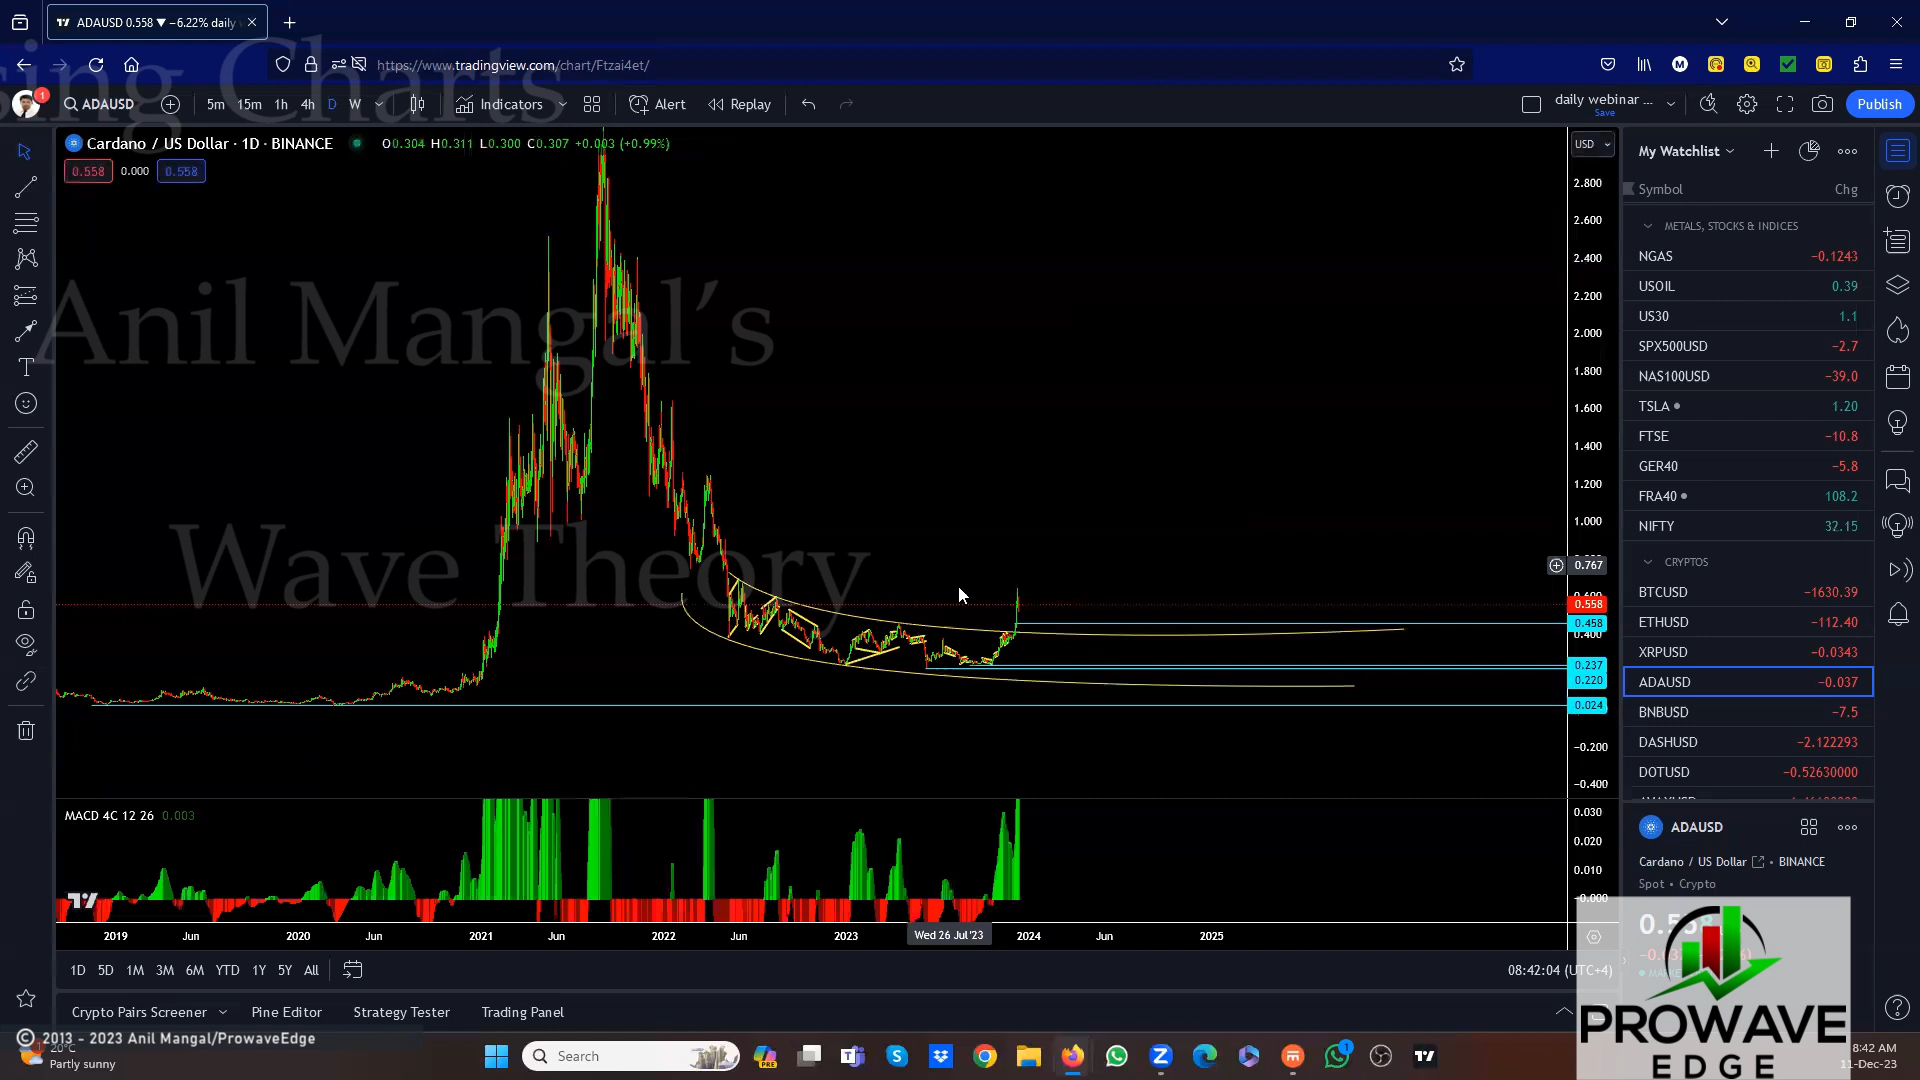 ADAUSD 0.558 ▼ −6.22% daily
https://www.tradingview.com/chart/Ftzai4et/
sing Charts
1
ADAUSD
5m 15m 1h 4h D W
Indicators
Alert
Replay
daily webinar ...
Save
Publish
Cardano / US Dollar · 1D · BINANCE
O0.304 H0.311 L0.300 C0.307 +0.003 (+0.99%)
0.558
0.000
0.558
USD
Anil Mangal's
Wave Theory
2.800
2.600
2.400
2.200
2.000
1.800
1.600
1.400
1.200
1.000
0.767
0.558
0.458
0.400
0.237
0.220
0.024
−0.200
−0.400
MACD 4C 12 26 0.003
0.030
0.020
0.010
−0.000
2019 Jun 2020 Jun 2021 Jun 2022 Jun 2023 Wed 26 Jul '23 2024 Jun 2025
1D 5D 1M 3M 6M YTD 1Y 5Y All
08:42:04 (UTC+4)
Crypto Pairs Screener
Pine Editor
Strategy Tester
Trading Panel
My Watchlist
Symbol Chg
METALS, STOCKS & INDICES
NGAS −0.1243
USOIL 0.39
US30 1.1
SPX500USD −2.7
NAS100USD −39.0
TSLA 1.20
FTSE −10.8
GER40 −5.8
FRA40 108.2
NIFTY 32.15
CRYPTOS
BTCUSD −1630.39
ETHUSD −112.40
XRPUSD −0.0343
ADAUSD −0.037
BNBUSD −7.5
DASHUSD −2.122293
DOTUSD −0.52630000
ADAUSD
Cardano / US Dollar • BINANCE
Spot • Crypto
PROWAVE
EDGE
© 2013 - 2023 Anil Mangal/ProwaveEdge
20°C
Partly sunny
Search
PRE
1
8:42 AM
11-Dec-23